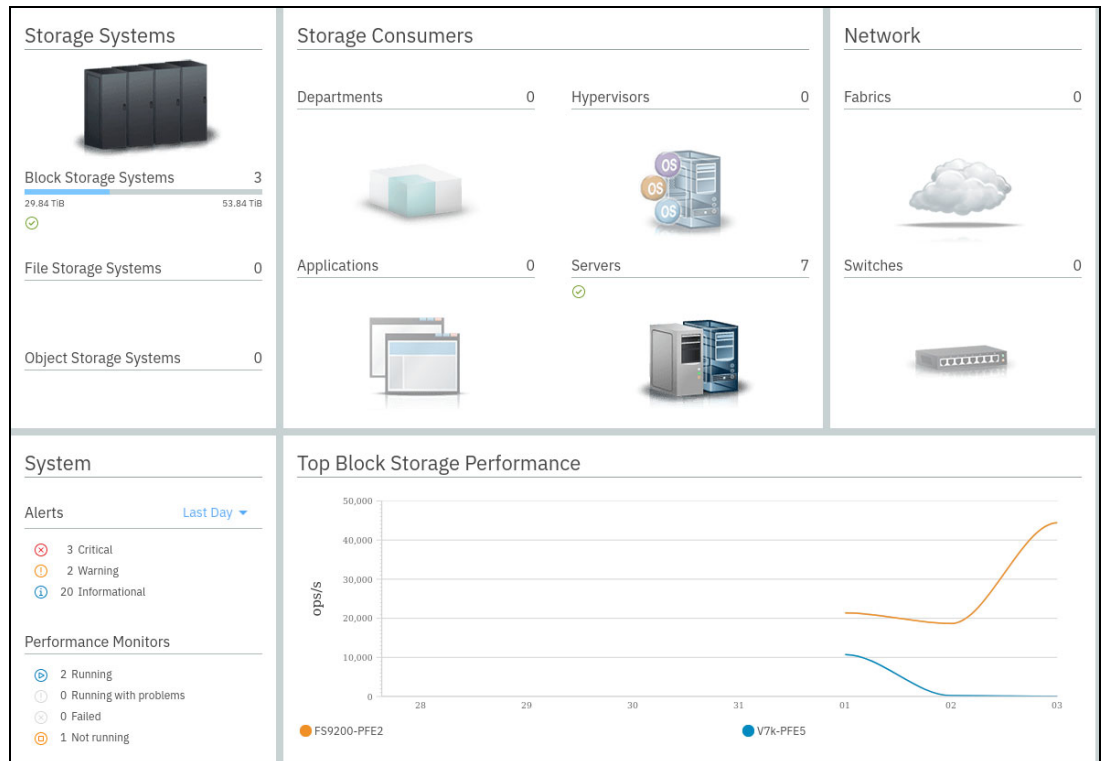 Storage Systems
Block Storage Systems 3
29.84 TiB 53.84 TiB
File Storage Systems 0
Object Storage Systems 0
Storage Consumers
Departments 0
Hypervisors 0
OS
OS
OS
Applications 0
Servers 7
Network
Fabrics 0
Switches 0
System
Alerts Last Day
3 Critical
2 Warning
20 Informational
Performance Monitors
2 Running
0 Running with problems
0 Failed
1 Not running
Top Block Storage Performance
ops/s
50,000
40,000
30,000
20,000
10,000
0
28 29 30 31 01 02 03
FS9200-PFE2 V7k-PFE5